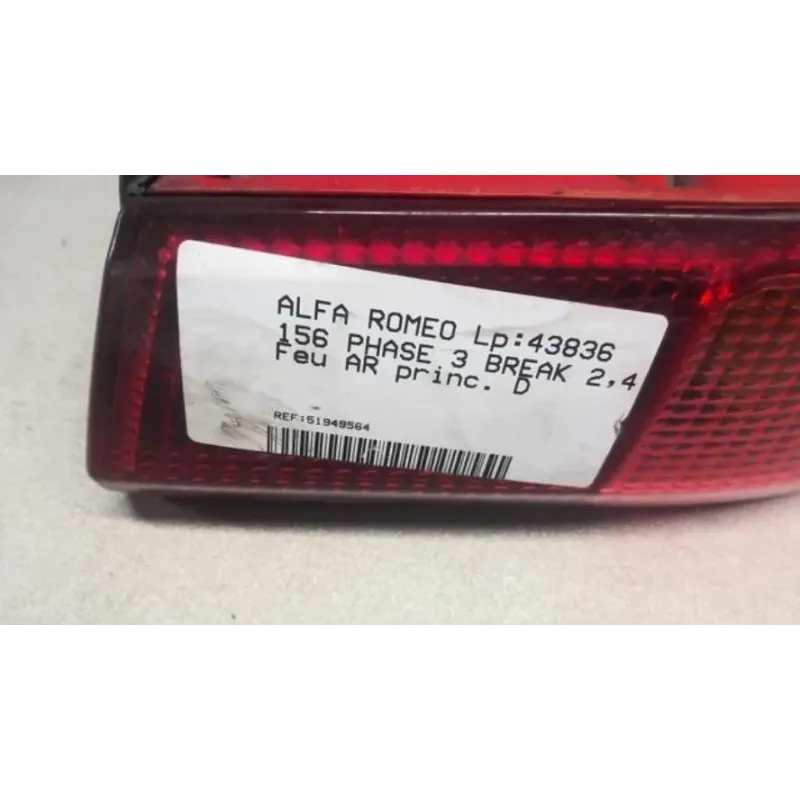 ALFA ROMEO Lp:43836
156 PHASE 3 BREAK 2,4
Feu AR princ. D
REF:51949564